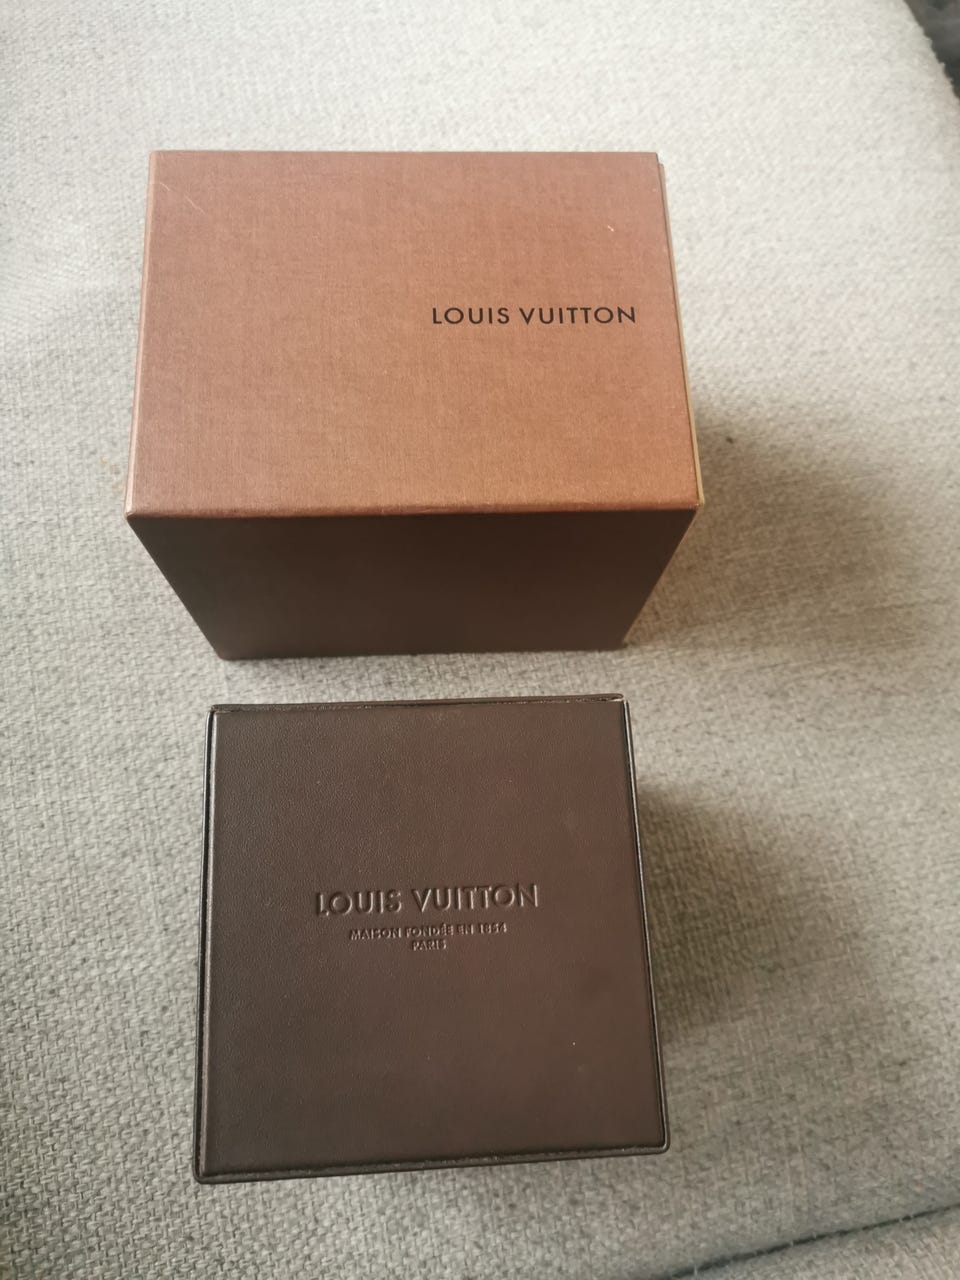 LOUIS VUITTON
LOUIS VUITTON
MAISON FONDÉE EN 1854
PARIS